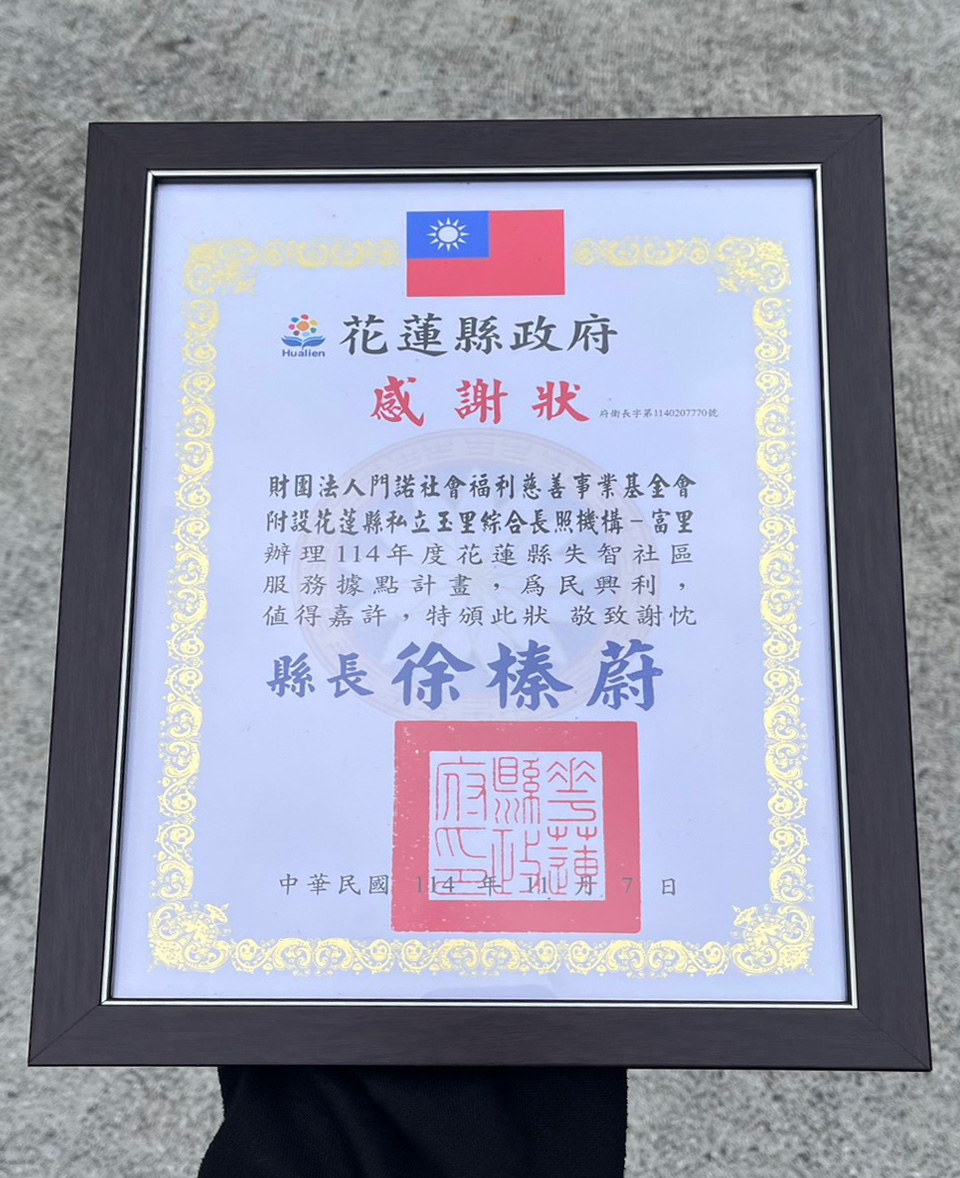 Hualien 花蓮縣政府
感謝狀 府衛長字第1140207770號
財團法人門諾社會福利慈善事業基金會
附設花蓮縣私立玉里綜合長照機構－富里
辦理114年度花蓮縣失智社區
服務據點計畫，為民興利，
值得嘉許，特頒此狀 敬致謝忱
縣長 徐榛蔚
花蓮縣政府印
中華民國 114 年 11 月 7 日